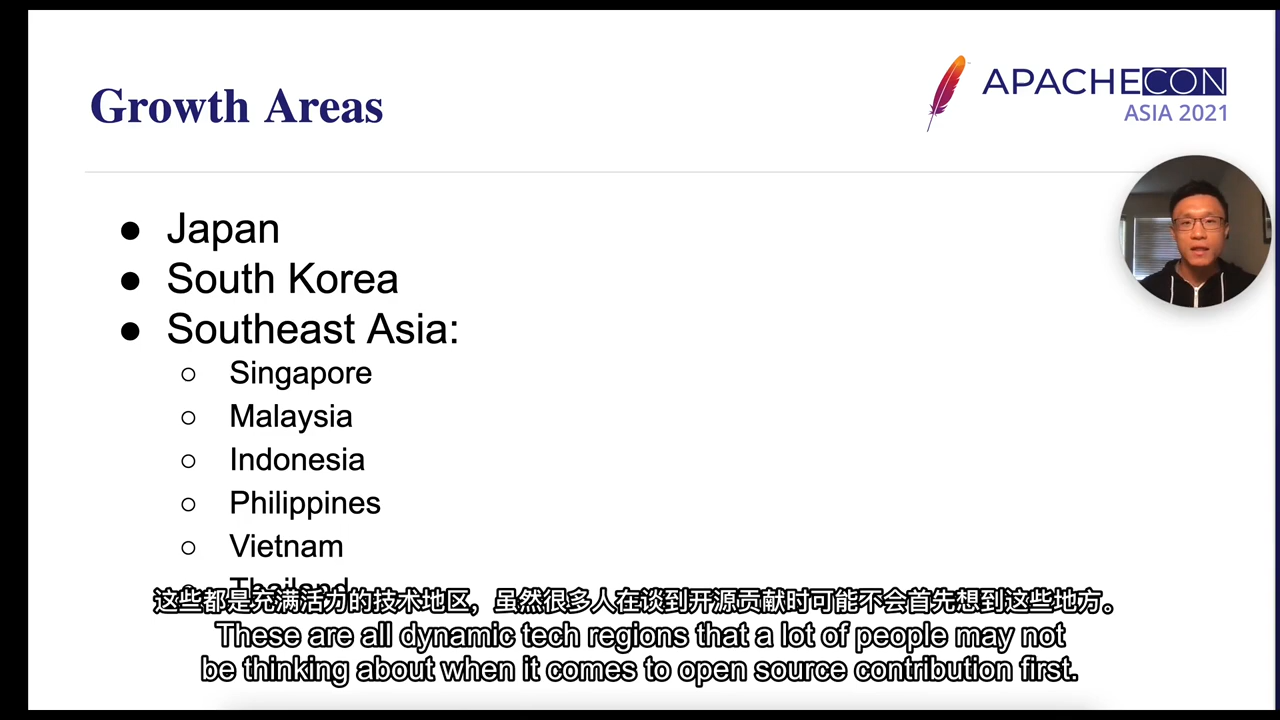 Growth Areas
APACHECON
ASIA 2021
● Japan
● South Korea
● Southeast Asia:
○ Singapore
○ Malaysia
○ Indonesia
○ Philippines
○ Vietnam
○ Thailand
这些都是充满活力的技术地区，虽然很多人在谈到开源贡献时可能不会首先想到这些地方。
These are all dynamic tech regions that a lot of people may not
be thinking about when it comes to open source contribution first.